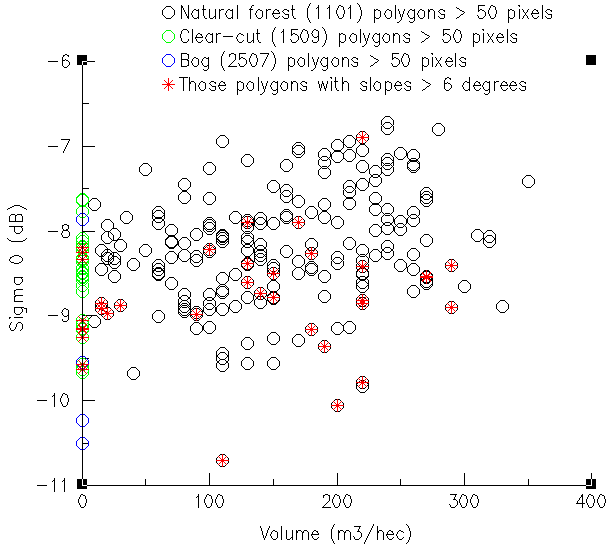 Natural forest (1101) polygons > 50 pixels
Clear-cut (1509) polygons > 50 pixels
Bog (2507) polygons > 50 pixels
Those polygons with slopes > 6 degrees
-6
-7
-8
-9
-10
-11
Sigma 0 (dB)
0 100 200 300 400
Volume (m3/hec)